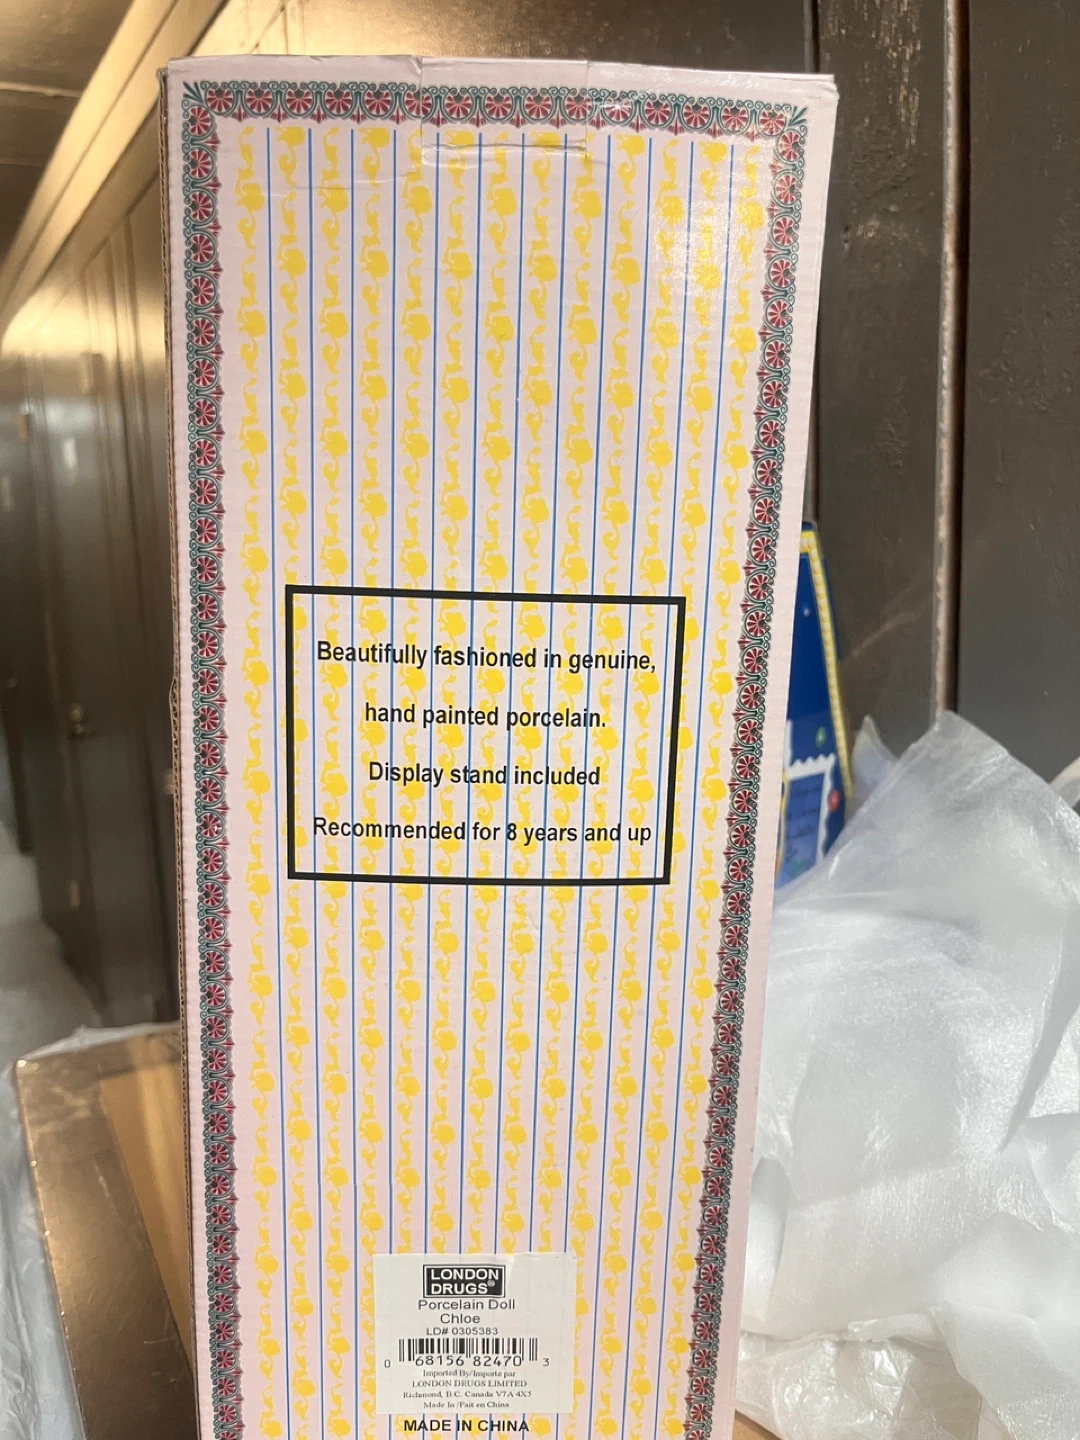 Beautifully fashioned in genuine,
hand painted porcelain.
Display stand included
Recommended for 8 years and up
LONDON
DRUGS®
Porcelain Doll
Chloe
LD# 0305383
0 68156 82470 3
Imported By/Importe par
LONDON DRUGS LIMITED
Richmond, B.C. Canada V7A 4X3
Made In /Fait en China
MADE IN CHINA